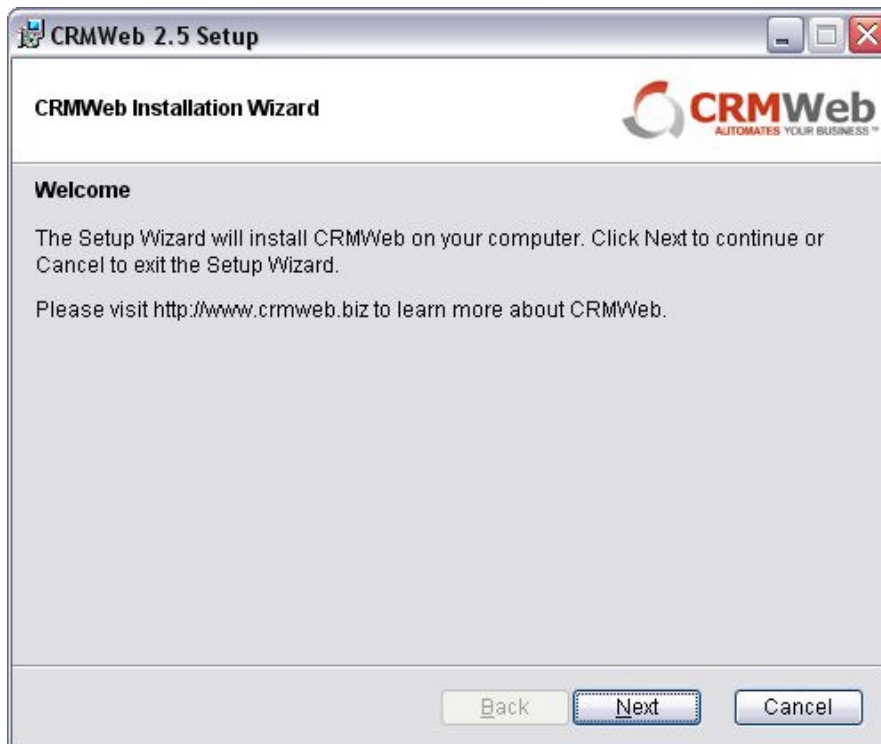 CRMWeb 2.5 Setup
CRMWeb Installation Wizard
CRMWeb
AUTOMATES YOUR BUSINESS™
Welcome
The Setup Wizard will install CRMWeb on your computer. Click Next to continue or
Cancel to exit the Setup Wizard.
Please visit http://www.crmweb.biz to learn more about CRMWeb.
Back Next Cancel